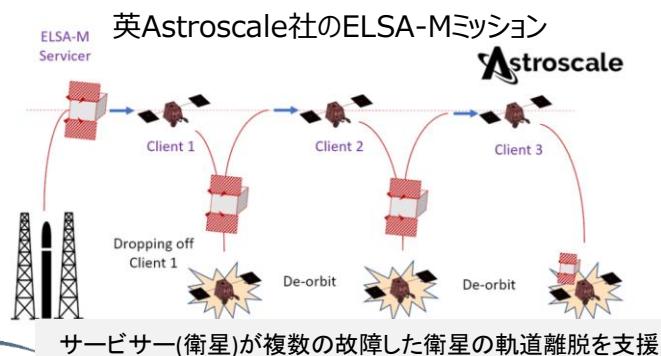 英Astroscale社のELSA-Mミッション
ELSA-M
Servicer
Astroscale
Client 1
Client 2
Client 3
Dropping off
Client 1
De-orbit
De-orbit
サービサー(衛星)が複数の故障した衛星の軌道離脱を支援